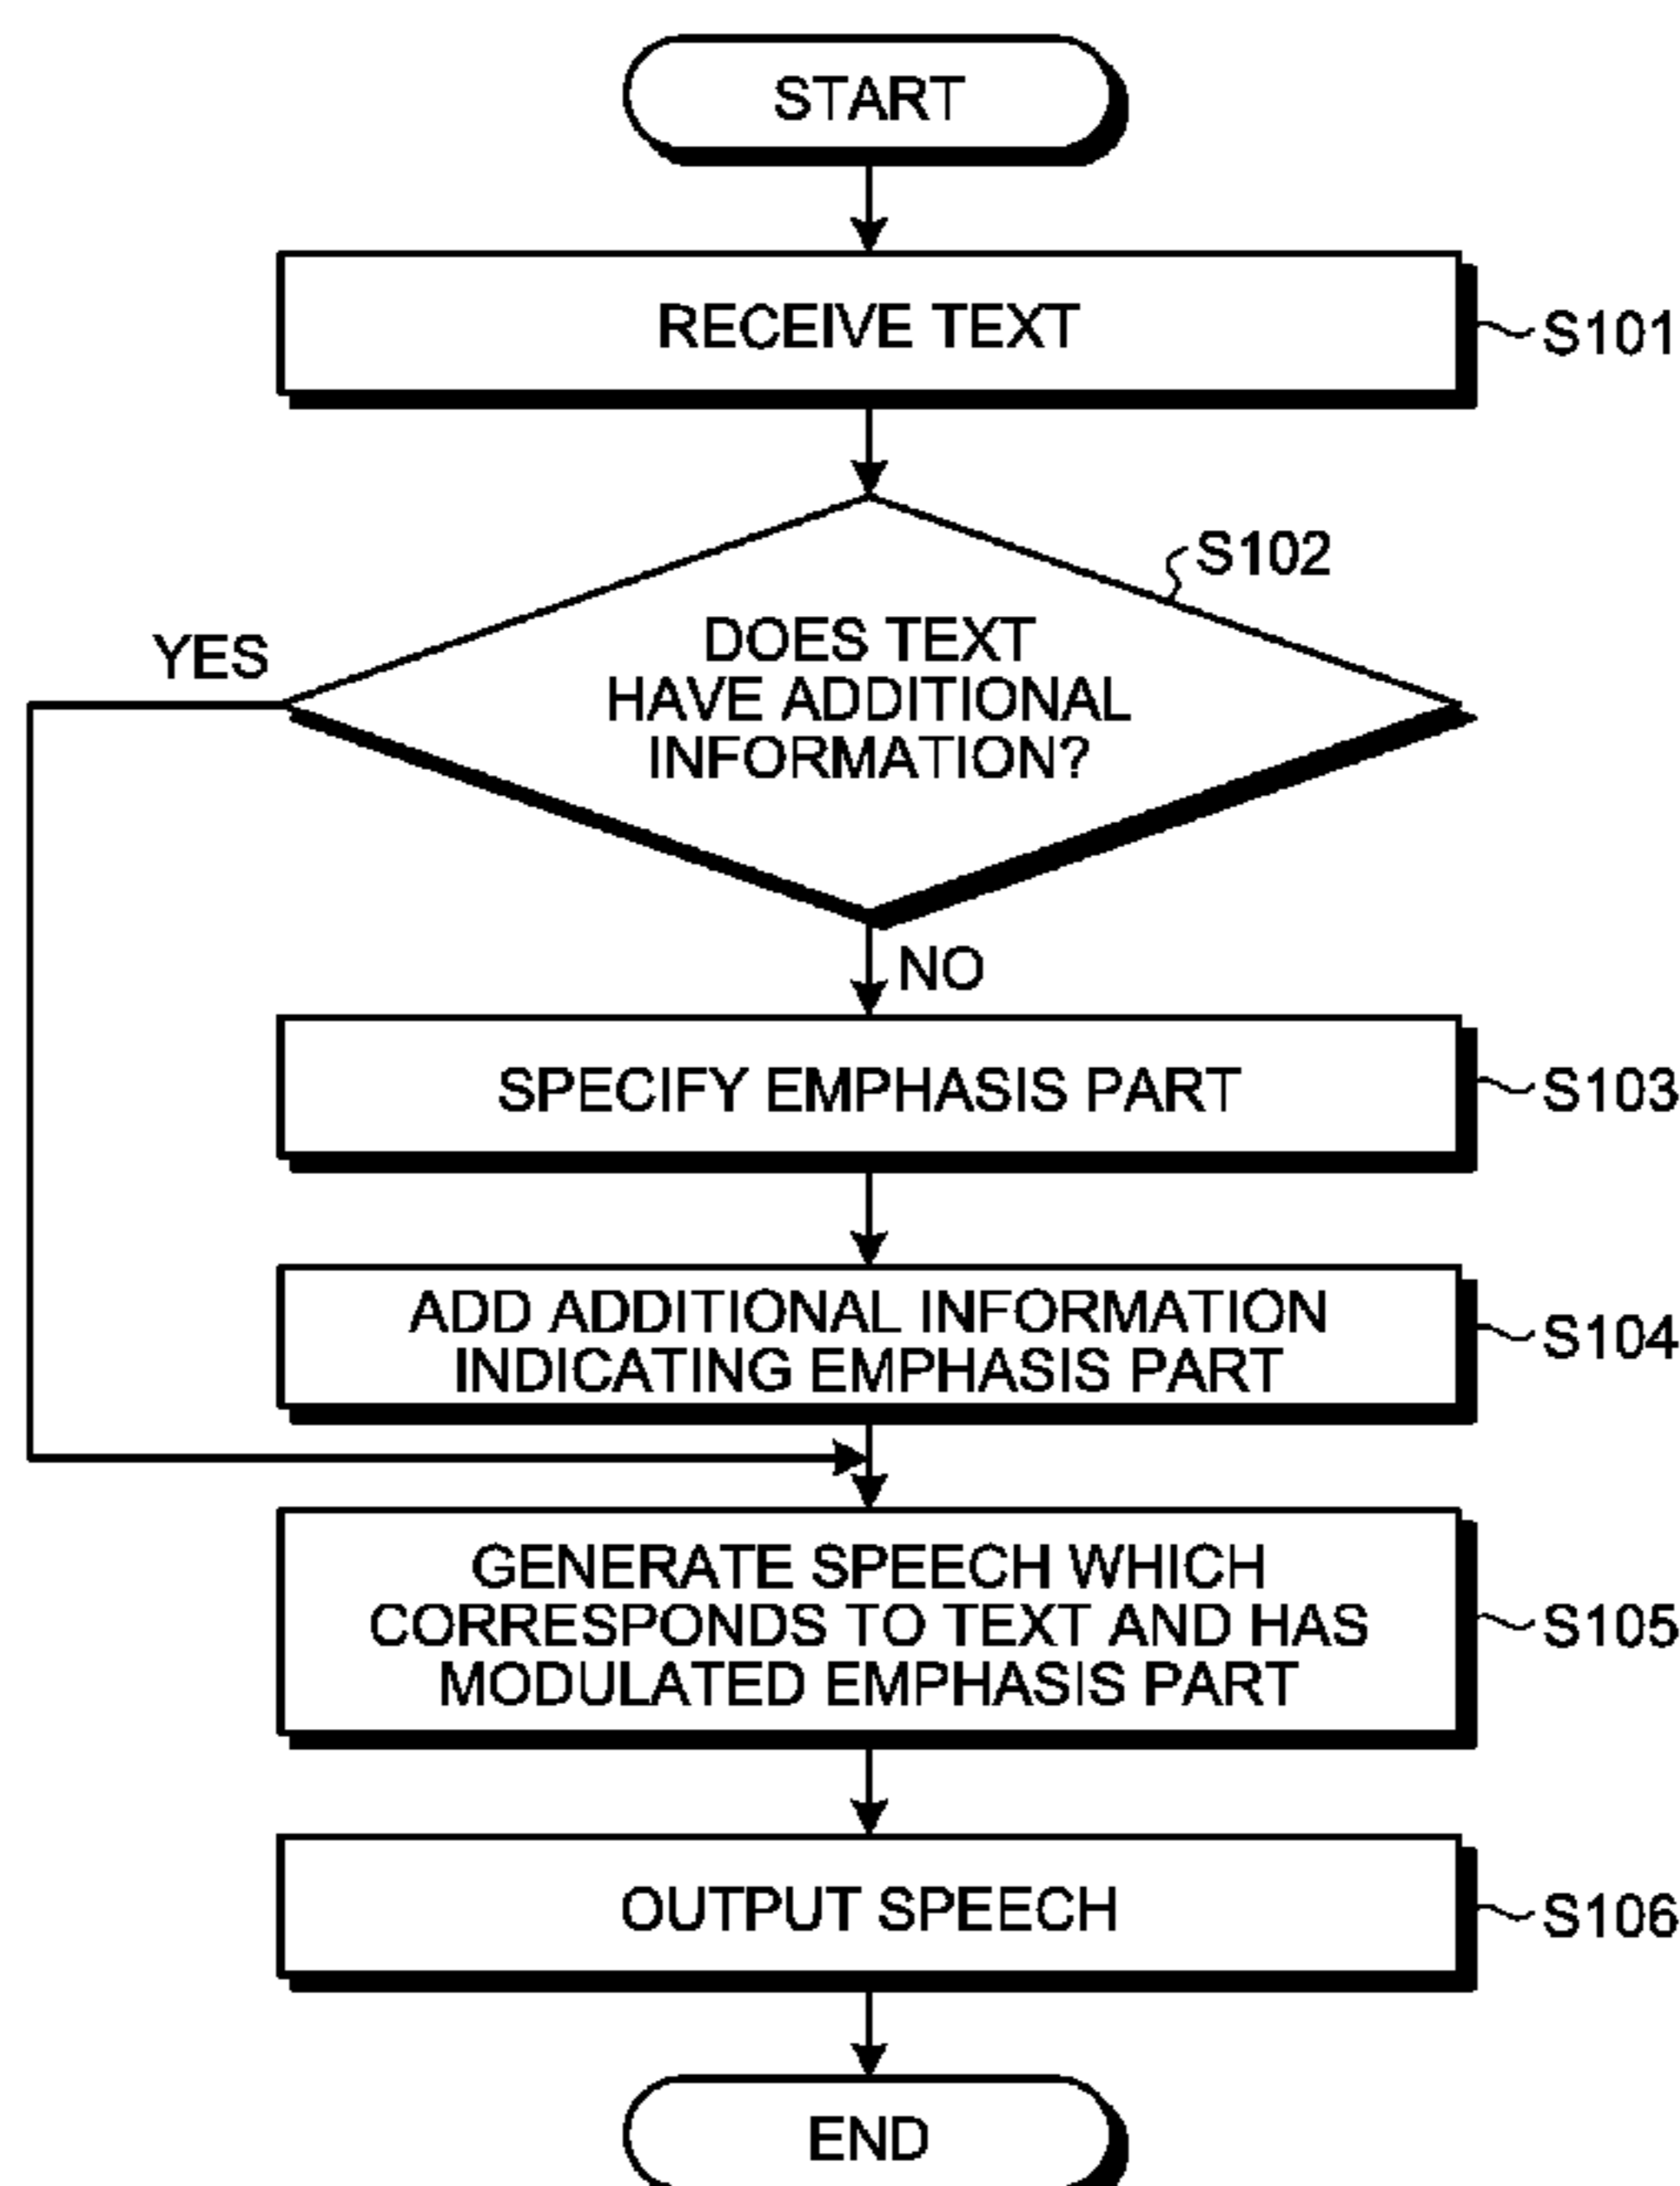 START
RECEIVE TEXT
S101
S102
DOES TEXT
HAVE ADDITIONAL
INFORMATION?
YES
NO
SPECIFY EMPHASIS PART
S103
ADD ADDITIONAL INFORMATION
INDICATING EMPHASIS PART
S104
GENERATE SPEECH WHICH
CORRESPONDS TO TEXT AND HAS
MODULATED EMPHASIS PART
S105
OUTPUT SPEECH
S106
END